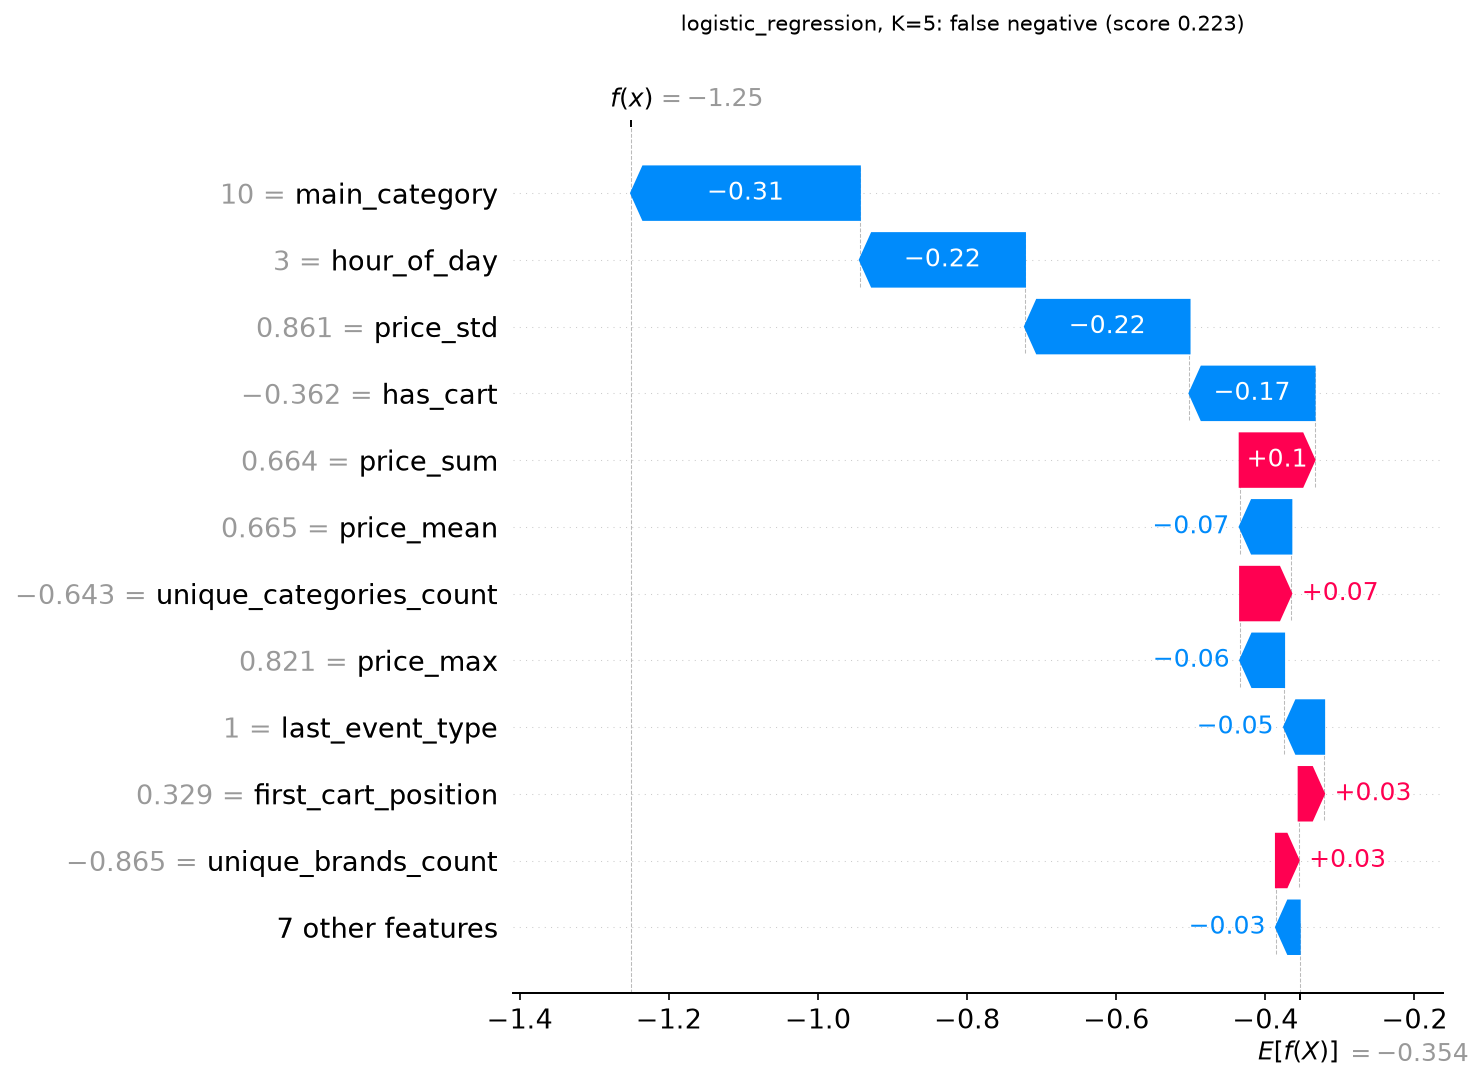 logistic_regression, K=5: false negative (score 0.223)
f(x) = −1.25
10 = main_category −0.31
3 = hour_of_day −0.22
0.861 = price_std −0.22
−0.362 = has_cart −0.17
0.664 = price_sum +0.1
0.665 = price_mean −0.07
−0.643 = unique_categories_count +0.07
0.821 = price_max −0.06
1 = last_event_type −0.05
0.329 = first_cart_position +0.03
−0.865 = unique_brands_count +0.03
7 other features −0.03
−1.4 −1.2 −1.0 −0.8 −0.6 −0.4 −0.2
E[f(X)] = −0.354